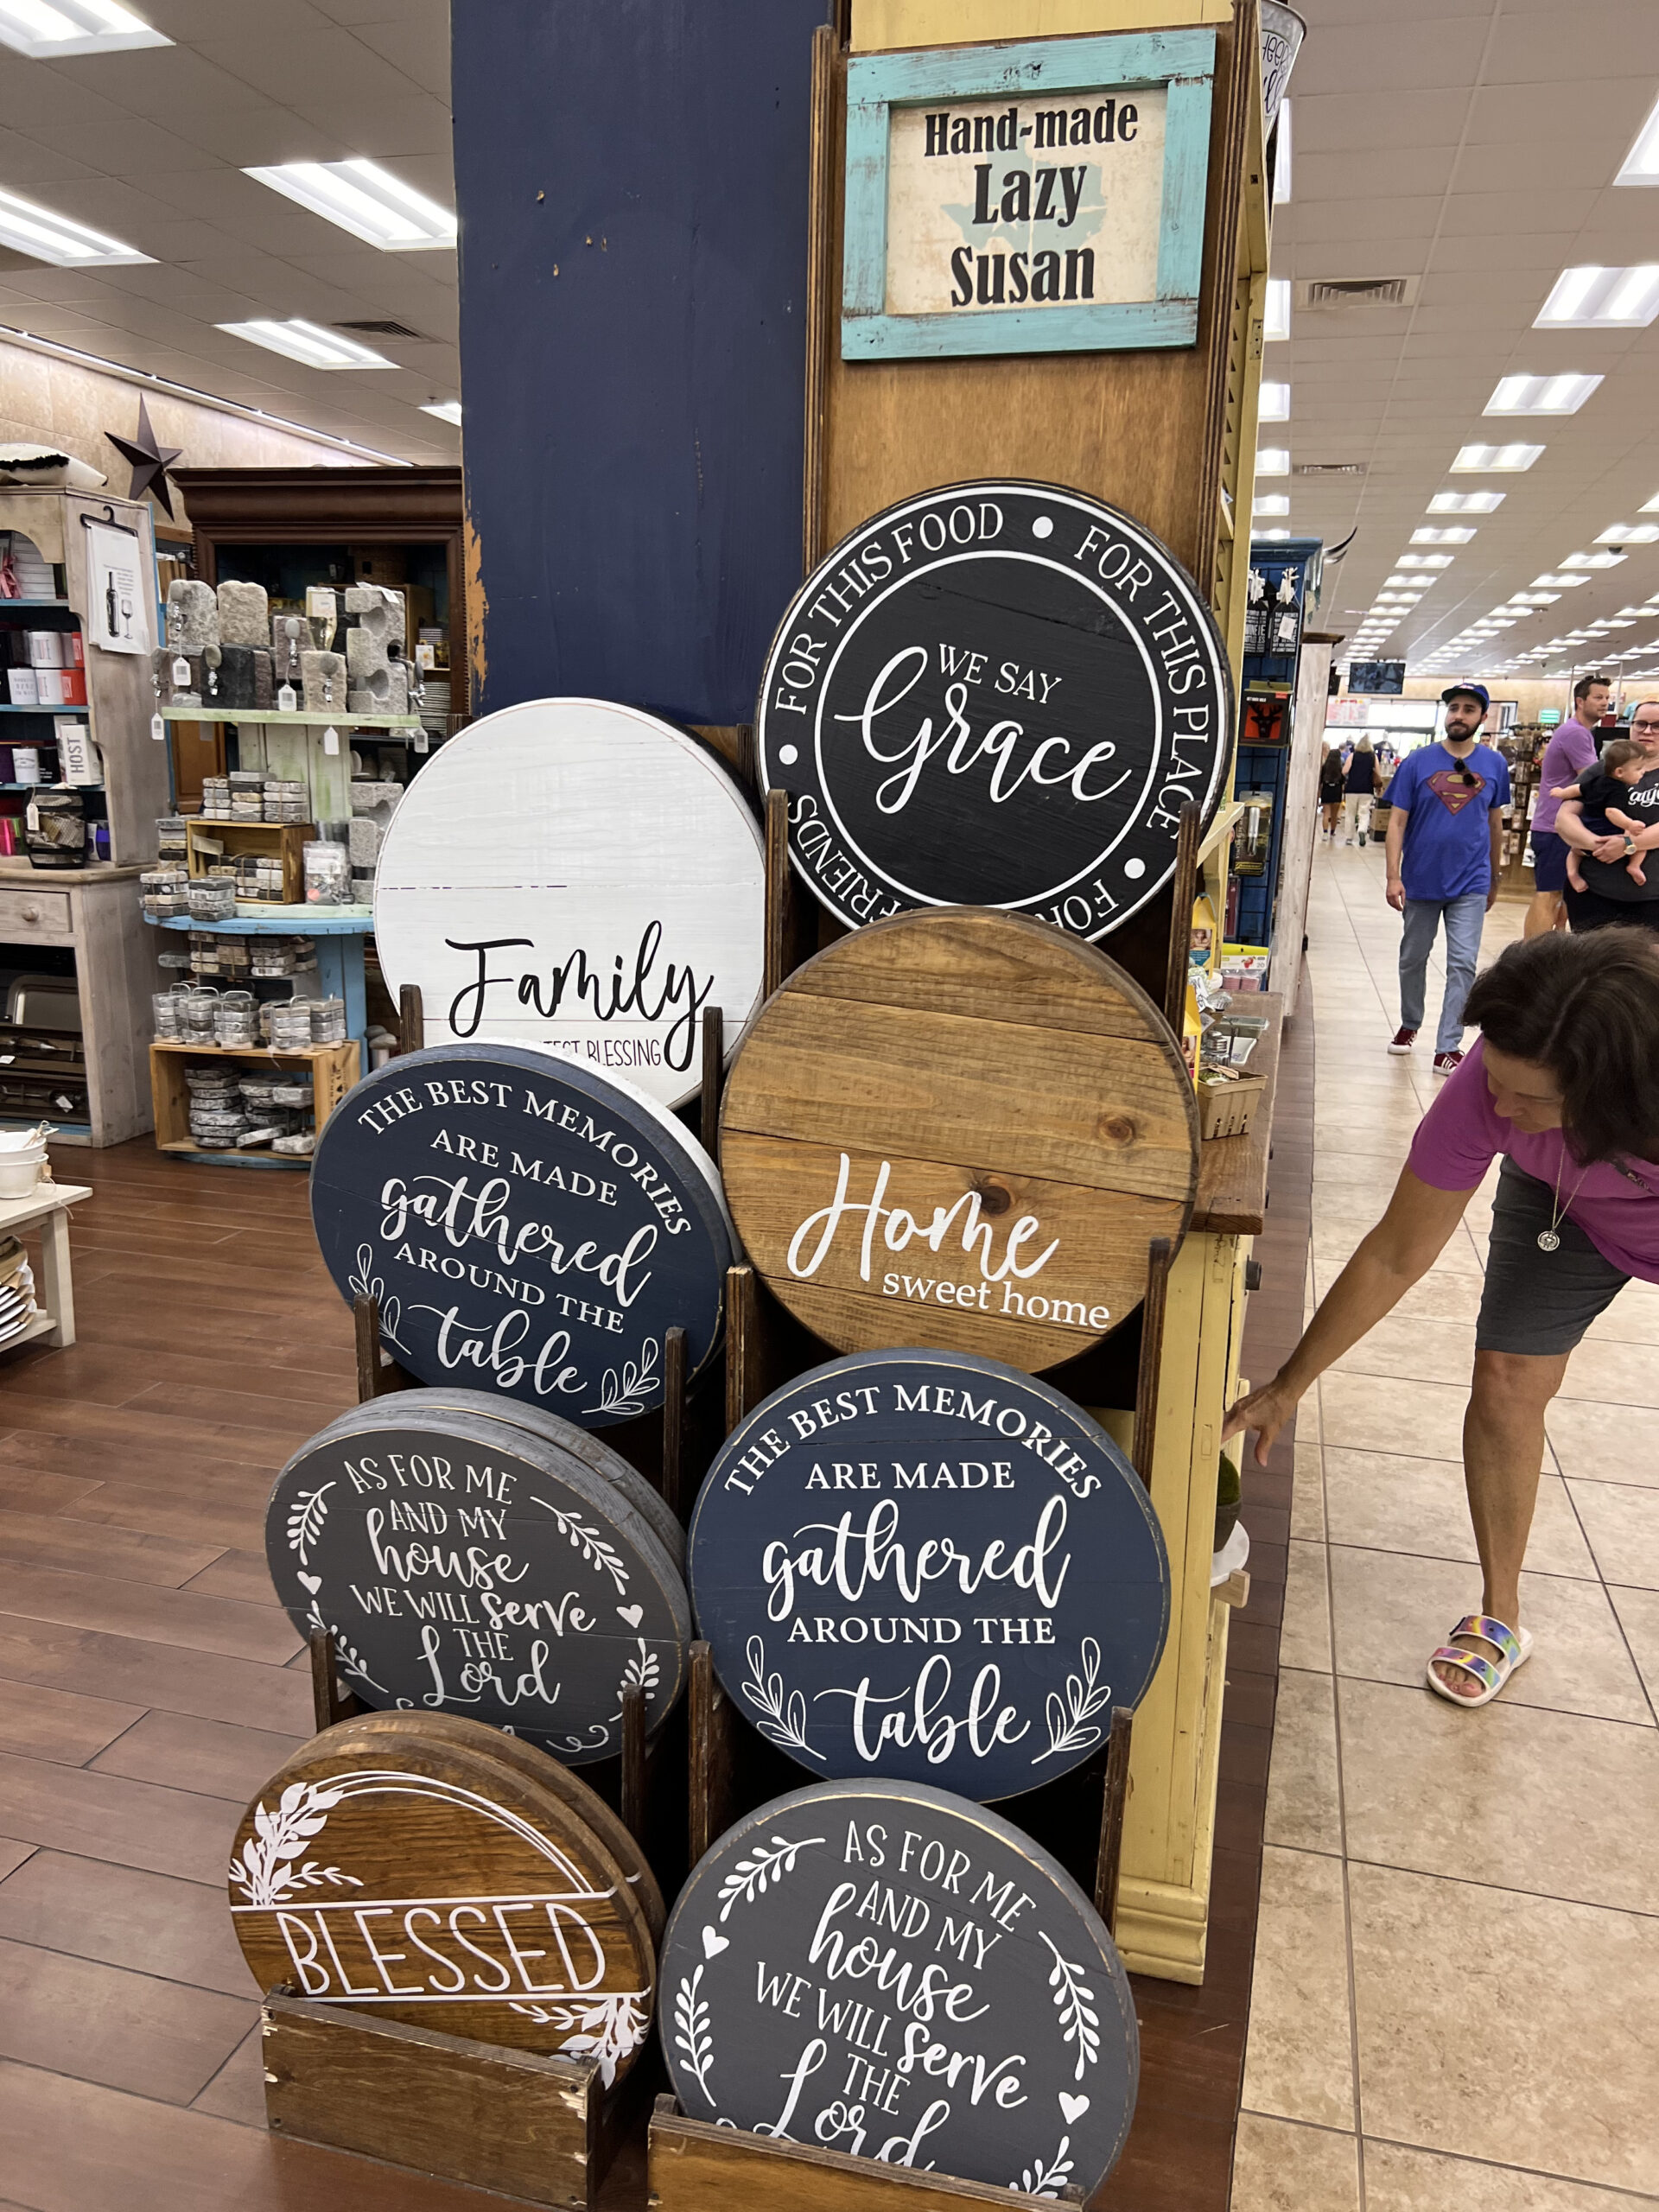 Hand-made
Lazy
Susan
FOR THIS FOOD • FOR THIS PLACE
FRIENDS
WE SAY
Grace
Family
BLESSING
Home
sweet home
THE BEST MEMORIES
ARE MADE
gathered
AROUND THE
table
THE BEST MEMORIES
ARE MADE
gathered
AROUND THE
table
AS FOR ME
AND MY
house
WE WILL serve
THE
Lord
BLESSED
AS FOR ME
AND MY
house
WE WILL serve
THE
Lord
HOST